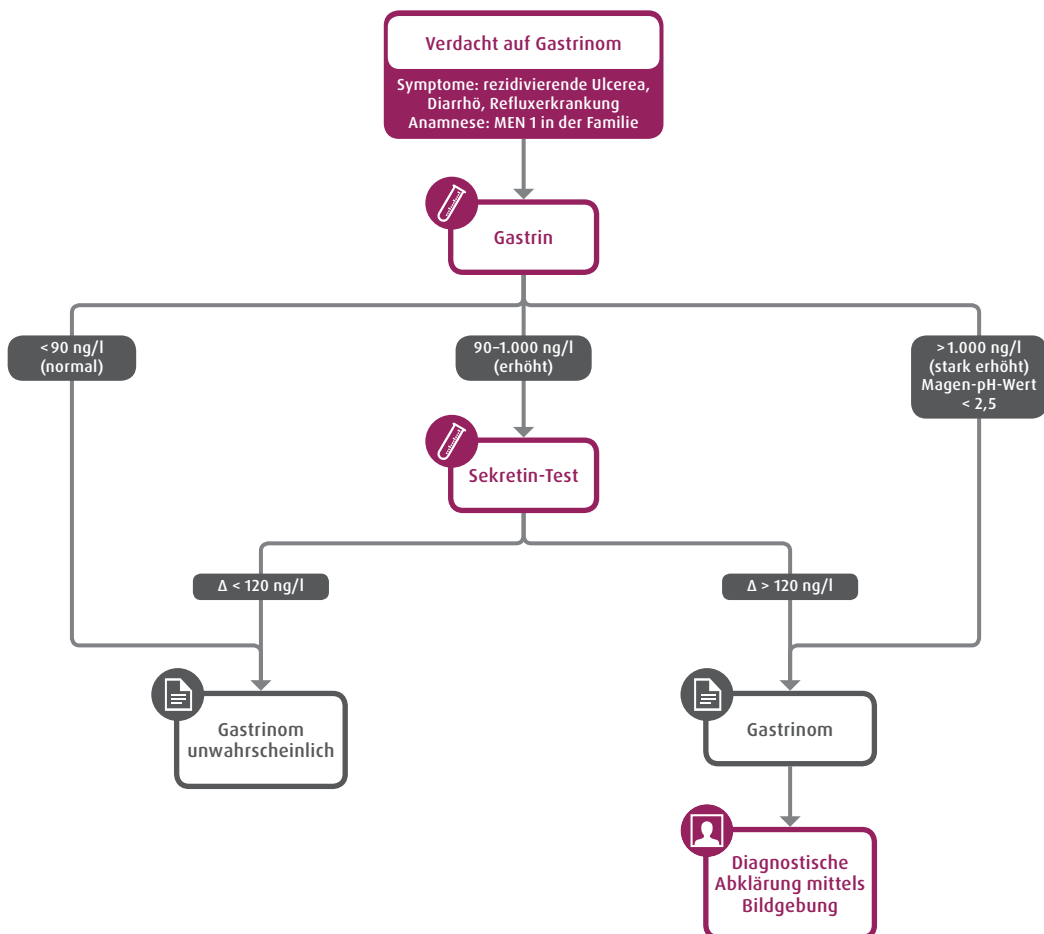 Verdacht auf Gastrinom
Symptome: rezidivierende Ulcerea,
Diarrhö, Refluxerkrankung
Anamnese: MEN 1 in der Familie
Gastrin
<90 ng/l
(normal)
90–1.000 ng/l
(erhöht)
>1.000 ng/l
(stark erhöht)
Magen-pH-Wert
< 2,5
Sekretin-Test
Δ < 120 ng/l
Δ > 120 ng/l
Gastrinom
unwahrscheinlich
Gastrinom
Diagnostische
Abklärung mittels
Bildgebung